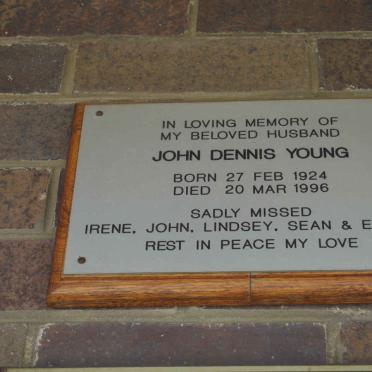 IN LOVING MEMORY OF
MY BELOVED HUSBAND
JOHN DENNIS YOUNG
BORN 27 FEB 1924
DIED 20 MAR 1996
SADLY MISSED
IRENE, JOHN, LINDSEY, SEAN &
REST IN PEACE MY LOVE